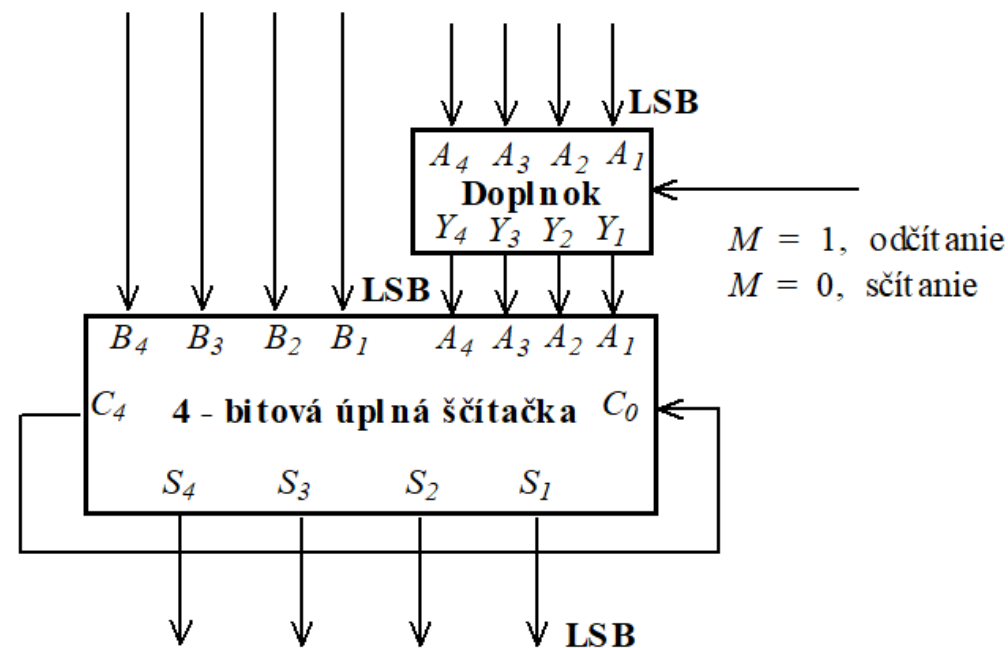 LSB
A4 A3 A2 A1
Doplnok
Y4 Y3 Y2 Y1
M = 1, odčítanie
M = 0, sčítanie
LSB
B4 B3 B2 B1 A4 A3 A2 A1
C4 4 - bitová úplná ščítačka C0
S4 S3 S2 S1
LSB